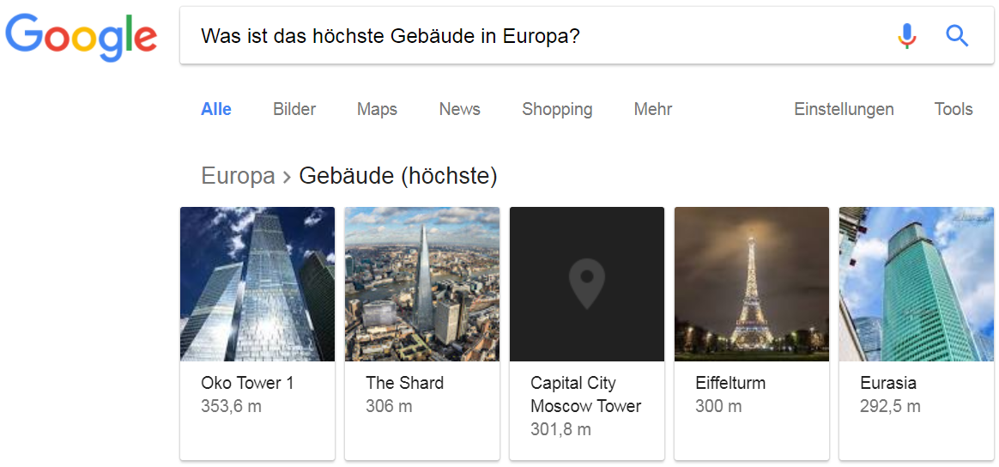 Google
Was ist das höchste Gebäude in Europa?
Alle Bilder Maps News Shopping Mehr Einstellungen Tools
Europa › Gebäude (höchste)
Oko Tower 1
353,6 m
The Shard
306 m
Capital City
Moscow Tower
301,8 m
Eiffelturm
300 m
Eurasia
292,5 m